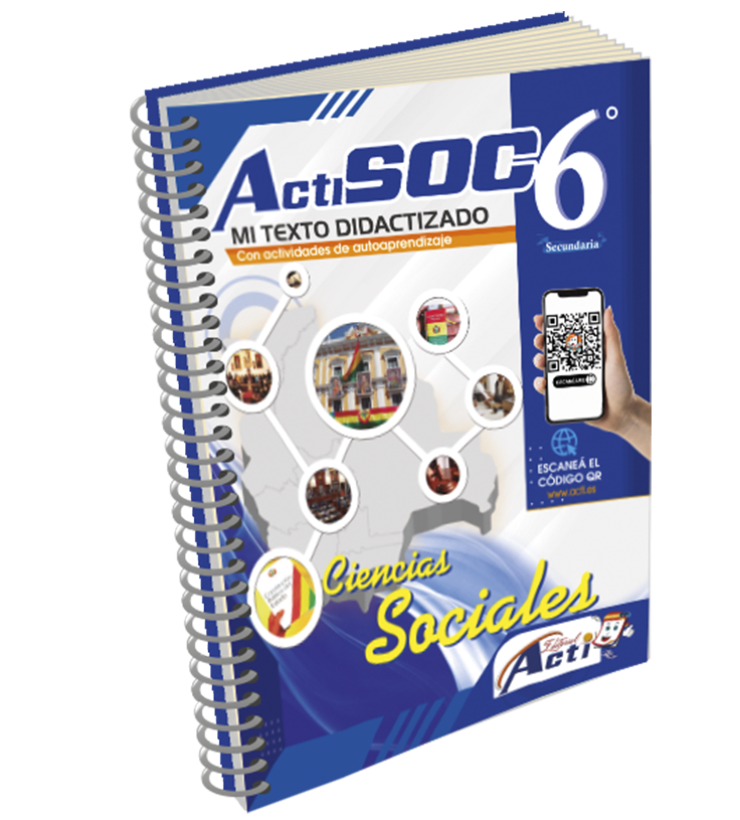 ActiSOC 6°
MI TEXTO DIDACTIZADO
Con actividades de autoaprendizaje
Secundaria
ESCANEÁ EL
CÓDIGO QR
www.acti.es
Ciencias
Sociales
Editorial
Acti